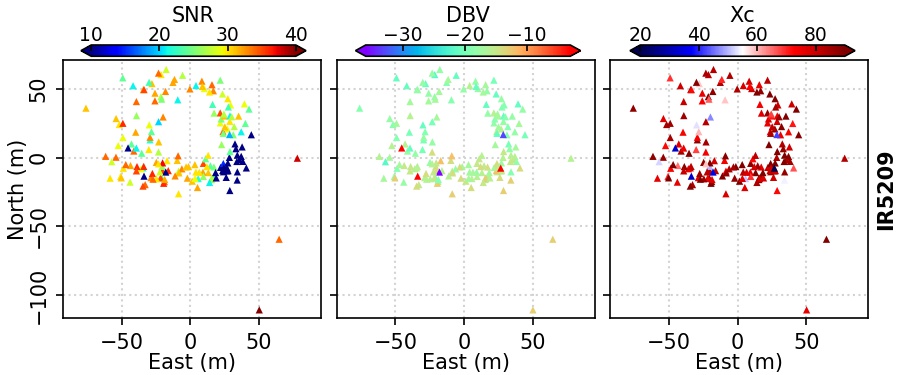 SNR DBV Xc
10 20 30 40 −30 −20 −10 20 40 60 80
North (m)
50
0
−50
−100
IR5209
−50 0 50 −50 0 50 −50 0 50
East (m) East (m) East (m)